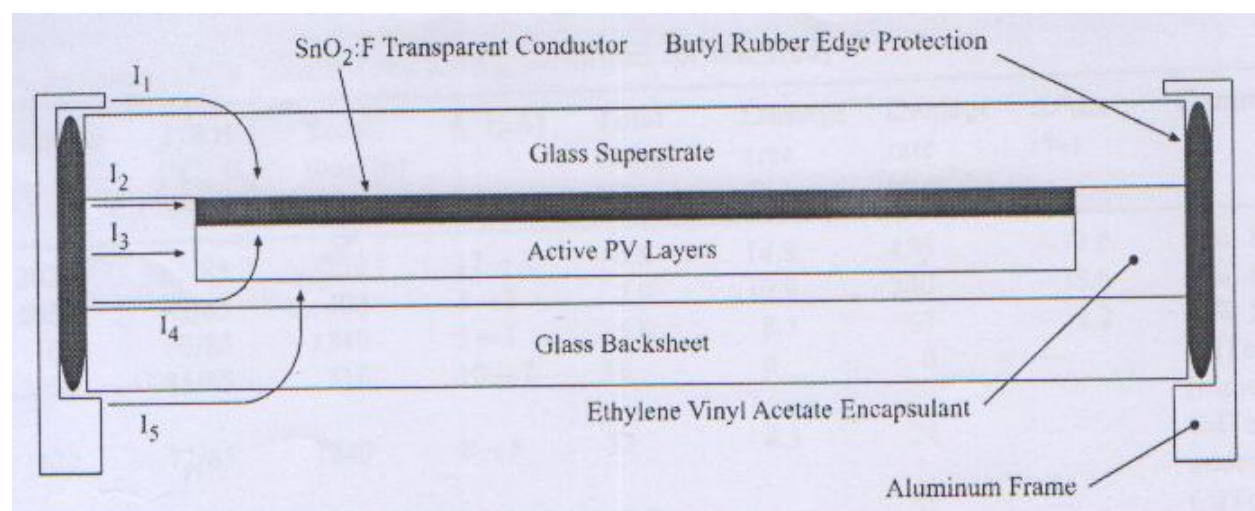 SnO₂:F Transparent Conductor Butyl Rubber Edge Protection
I₁
Glass Superstrate
I₂
I₃
Active PV Layers
I₄
Glass Backsheet
Ethylene Vinyl Acetate Encapsulant
I₅
Aluminum Frame